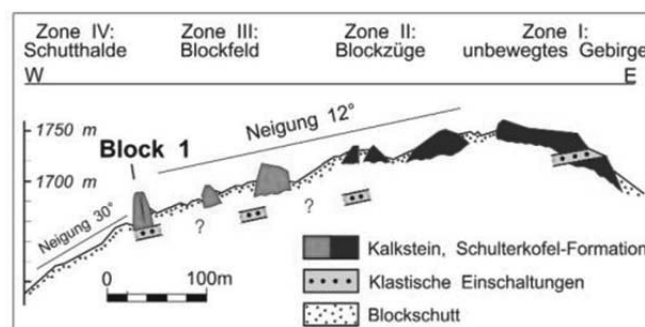 Zone IV: Zone III: Zone II: Zone I:
Schutthalde Blockfeld Blockzüge unbewegtes Gebirge
W E
1750 m
Neigung 12°
Block 1
1700 m
Neigung 30°
? ?
Kalkstein, Schulterkofel-Formation
0 100m
Klastische Einschaltungen
Blockschutt